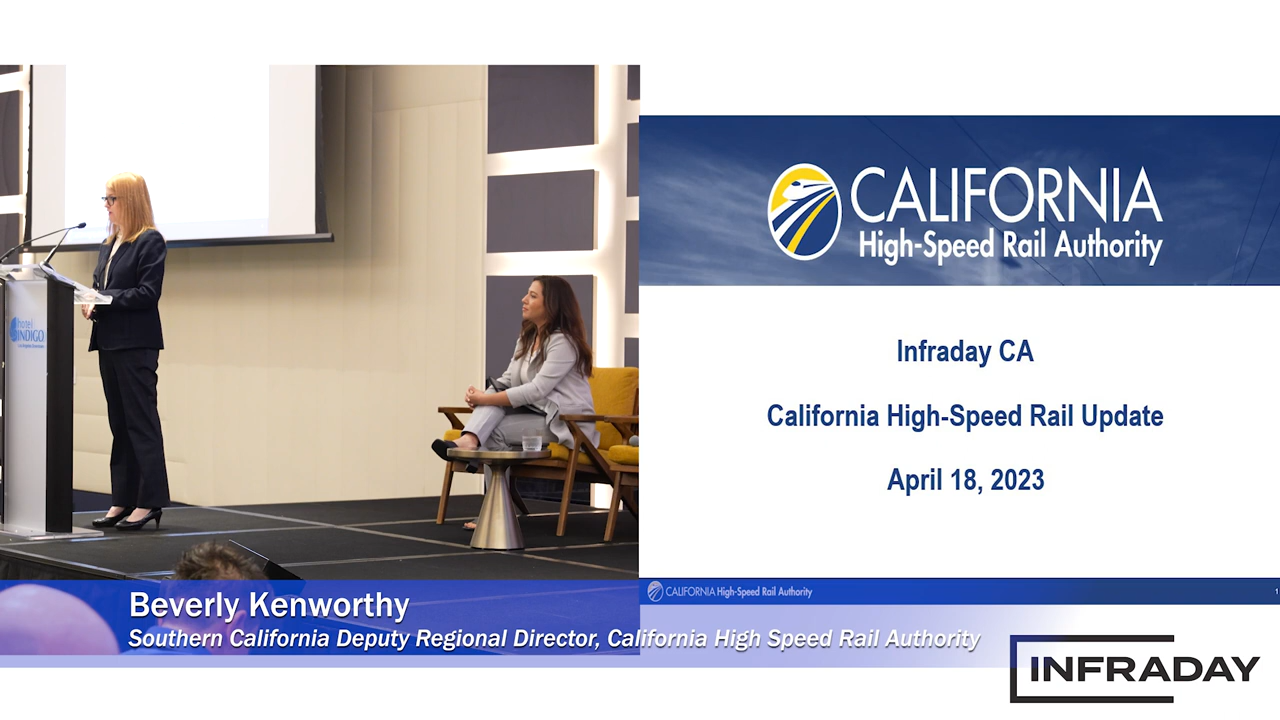 hotel
INDIGO
CALIFORNIA
High-Speed Rail Authority
Infraday CA
California High-Speed Rail Update
April 18, 2023
CALIFORNIA High-Speed Rail Authority
1
Beverly Kenworthy
Southern California Deputy Regional Director, California High Speed Rail Authority
INFRADAY